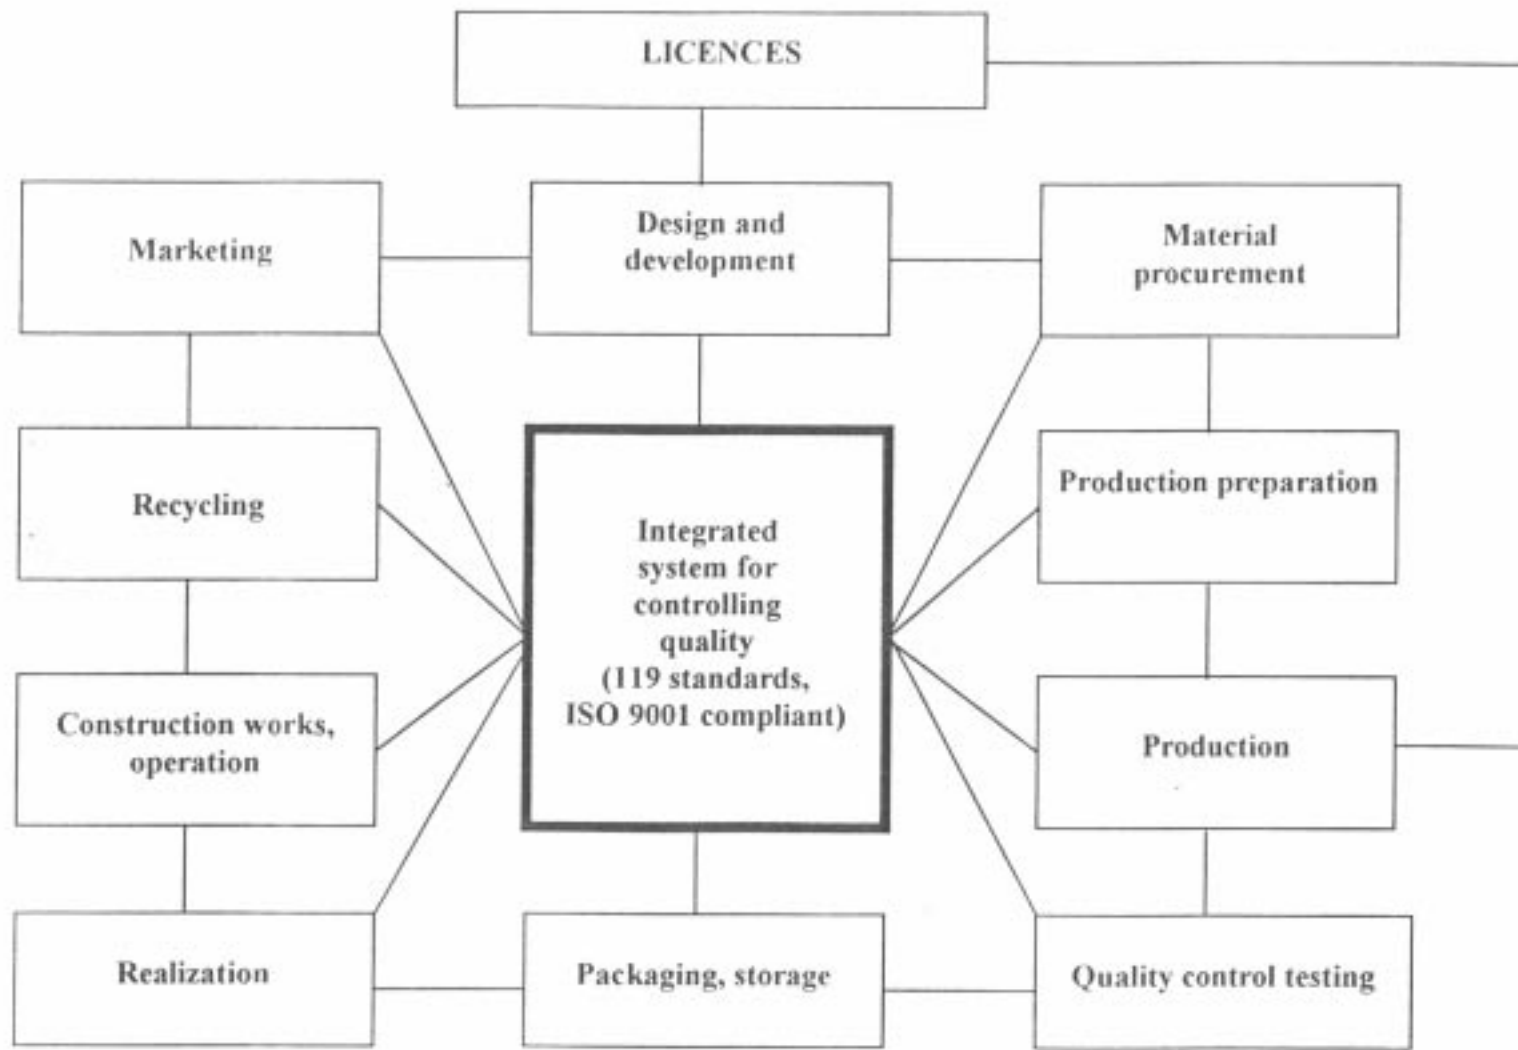 LICENCES
Marketing
Design and
development
Material
procurement
Recycling
Integrated
system for
controlling
quality
(119 standards,
ISO 9001 compliant)
Production preparation
Construction works,
operation
Production
Realization
Packaging, storage
Quality control testing